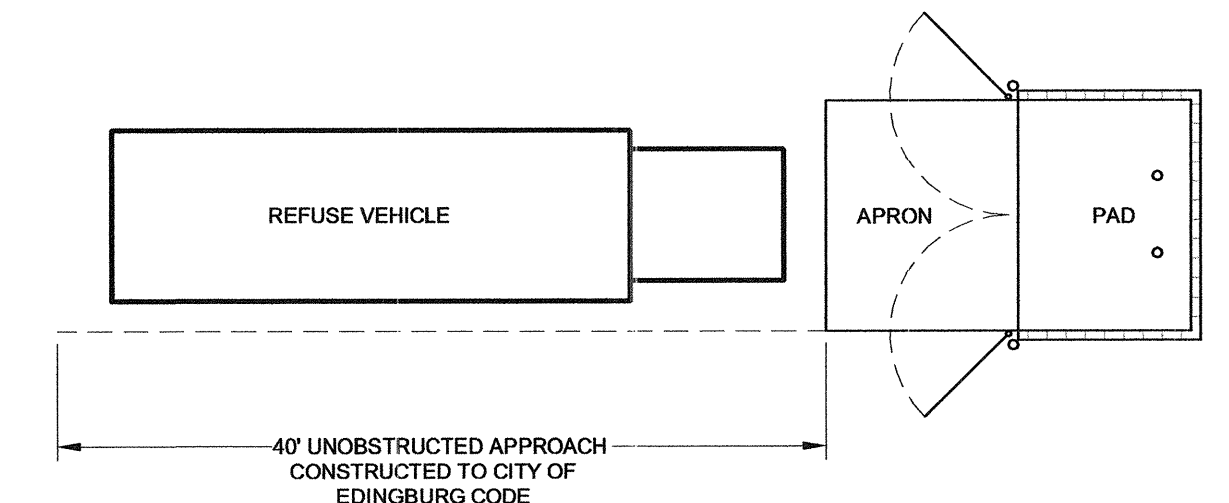 REFUSE VEHICLE
APRON
PAD
40' UNOBSTRUCTED APPROACH
CONSTRUCTED TO CITY OF
EDINGBURG CODE